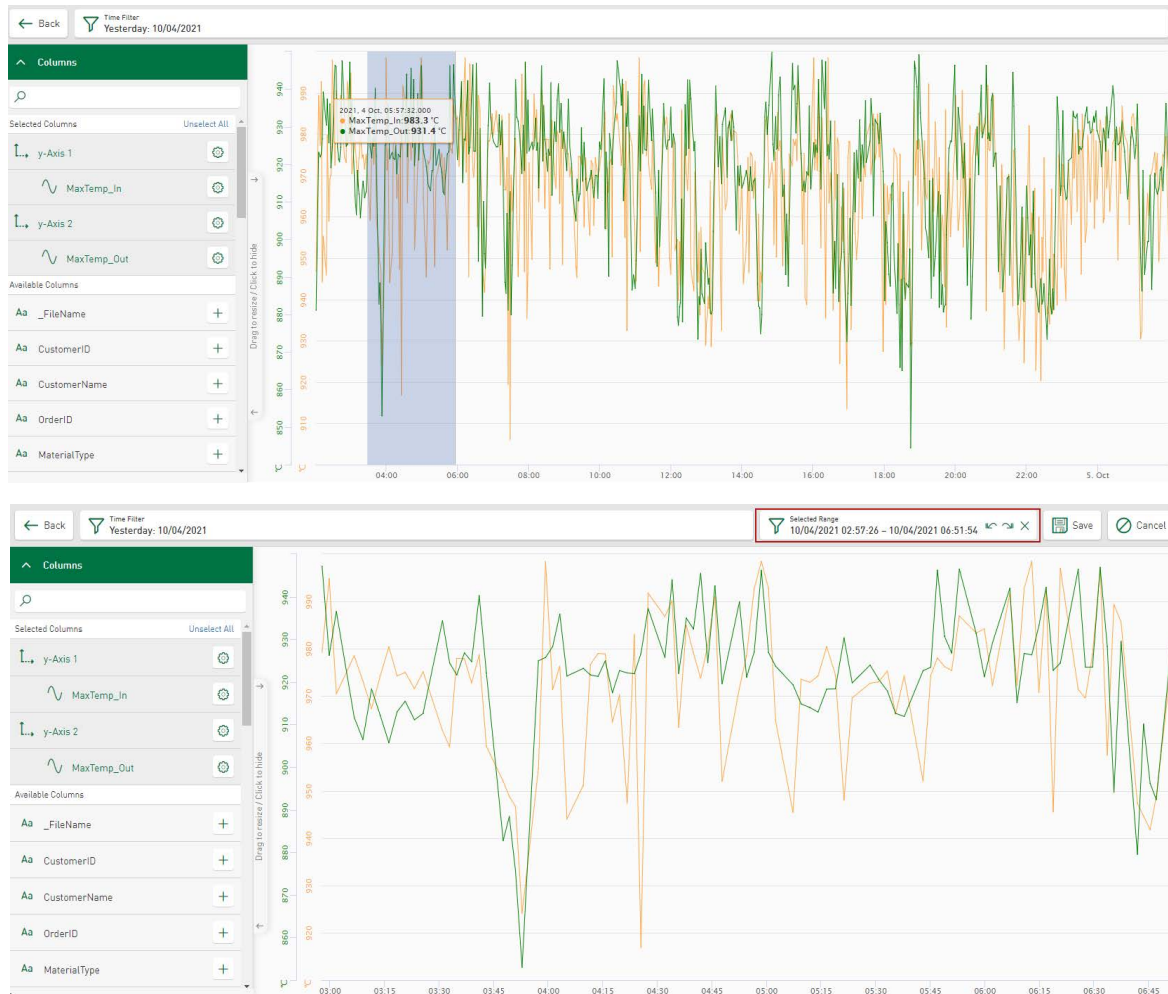 Back
Time Filter
Yesterday: 10/04/2021
Columns
Selected Columns Unselect All
y-Axis 1
MaxTemp_In
y-Axis 2
MaxTemp_Out
Available Columns
Aa _FileName
Aa CustomerID
Aa CustomerName
Aa OrderID
Aa MaterialType
Drag to resize / Click to hide
940
930
920
910
900
890
880
870
860
850
°C
990
980
970
960
950
940
930
920
910
°C
2021, 4 Oct, 05:57:32.000
MaxTemp_In:983.3 °C
MaxTemp_Out:931.4 °C
04:00 06:00 08:00 10:00 12:00 14:00 16:00 18:00 20:00 22:00 5. Oct
Back
Time Filter
Yesterday: 10/04/2021
Selected Range
10/04/2021 02:57:26 – 10/04/2021 06:51:54
Save
Cancel
Columns
Selected Columns Unselect All
y-Axis 1
MaxTemp_In
y-Axis 2
MaxTemp_Out
Available Columns
Aa _FileName
Aa CustomerID
Aa CustomerName
Aa OrderID
Aa MaterialType
Drag to resize / Click to hide
940
930
920
910
900
890
880
870
860
°C
990
980
970
960
950
940
930
920
°C
03:00 03:15 03:30 03:45 04:00 04:15 04:30 04:45 05:00 05:15 05:30 05:45 06:00 06:15 06:30 06:45